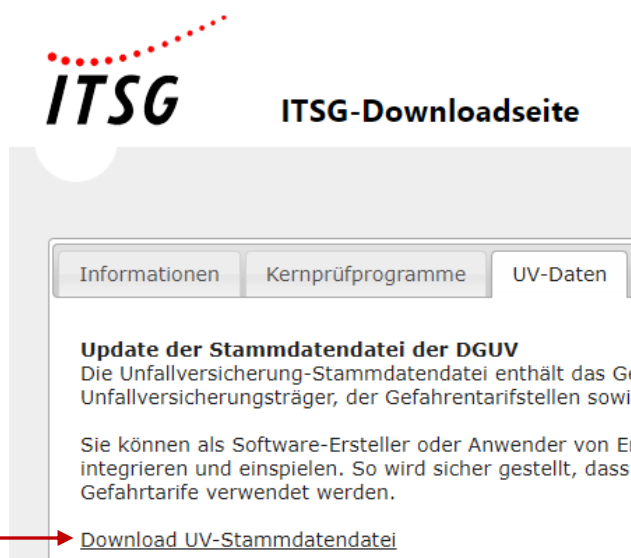 ITSG
ITSG-Downloadseite
Informationen Kernprüfprogramme UV-Daten
Update der Stammdatendatei der DGUV
Die Unfallversicherung-Stammdatendatei enthält das
Unfallversicherungsträger, der Gefahrentarifstellen
Sie können als Software-Ersteller oder Anwender von
integrieren und einspielen. So wird sicher gestellt, dass
Gefahrtarife verwendet werden.
Download UV-Stammdatendatei